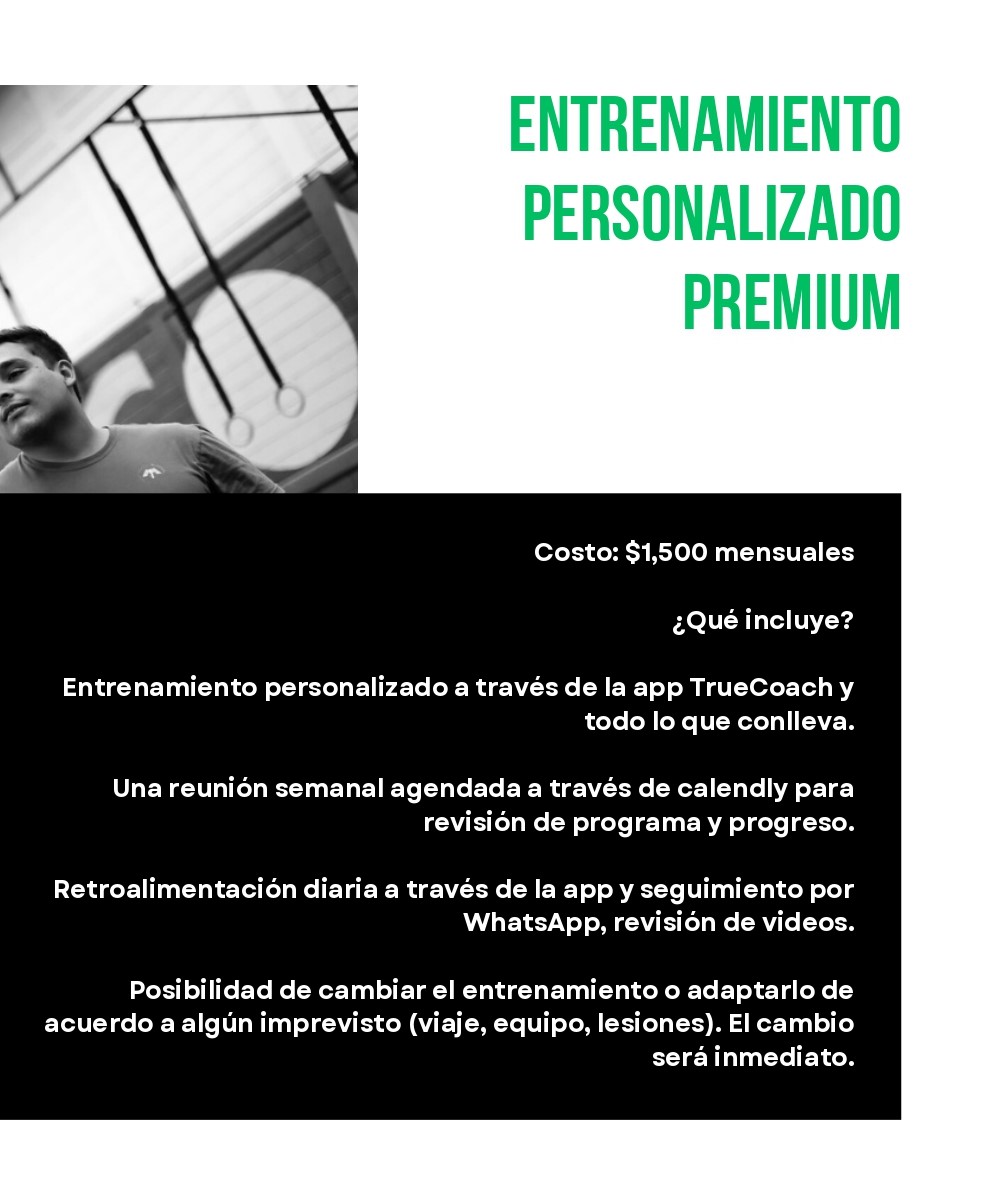 ENTRENAMIENTO
PERSONALIZADO
PREMIUM
Costo: $1,500 mensuales
¿Qué incluye?
Entrenamiento personalizado a través de la app TrueCoach y
todo lo que conlleva.
Una reunión semanal agendada a través de calendly para
revisión de programa y progreso.
Retroalimentación diaria a través de la app y seguimiento por
WhatsApp, revisión de videos.
Posibilidad de cambiar el entrenamiento o adaptarlo de
acuerdo a algún imprevisto (viaje, equipo, lesiones). El cambio
será inmediato.